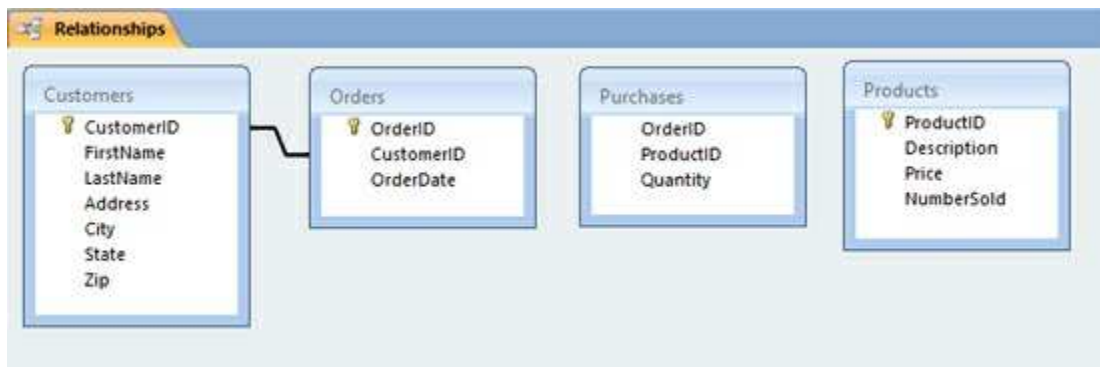 Relationships
Customers
CustomerID
FirstName
LastName
Address
City
State
Zip
Orders
OrderID
CustomerID
OrderDate
Purchases
OrderID
ProductID
Quantity
Products
ProductID
Description
Price
NumberSold